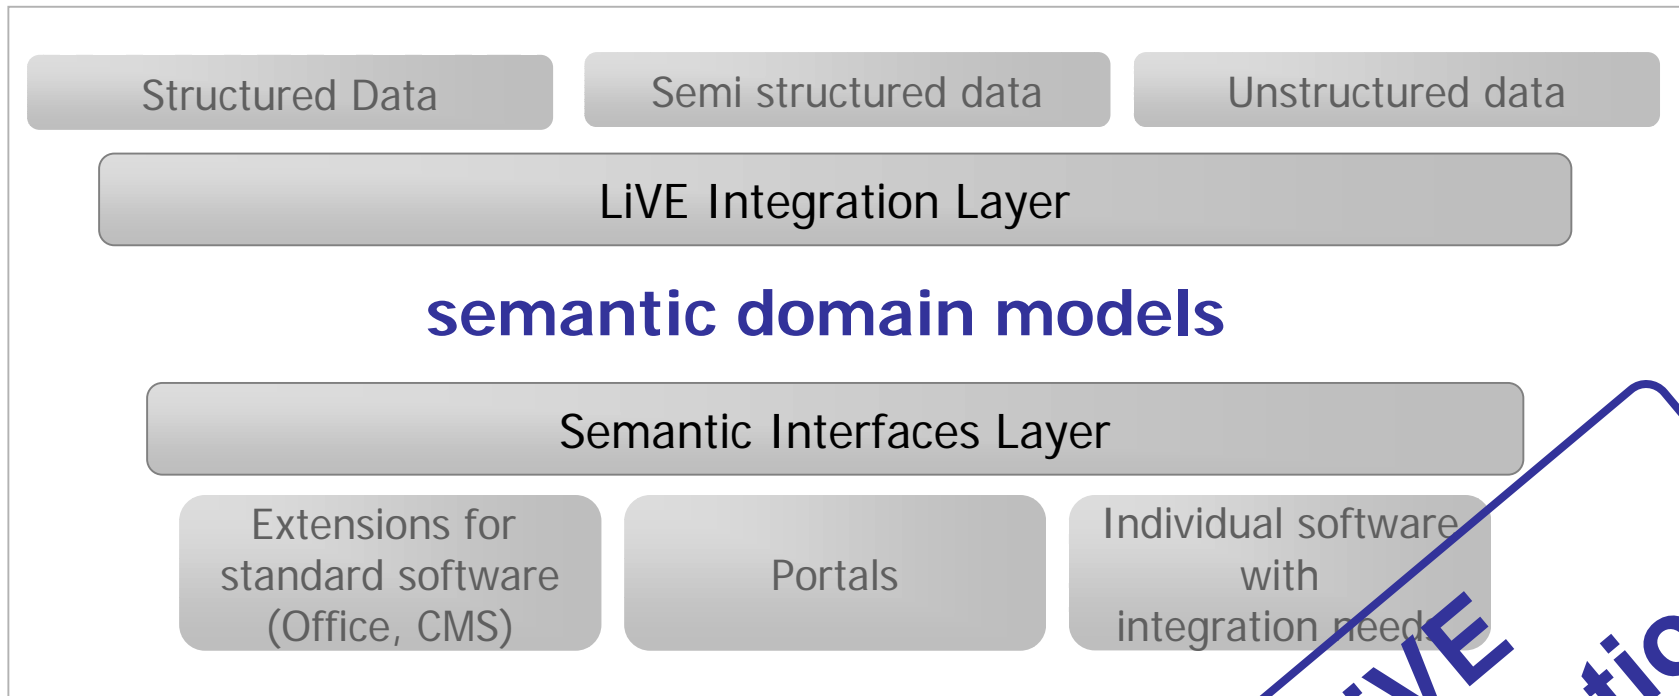 Structured Data
Semi structured data
Unstructured data
LiVE Integration Layer
semantic domain models
Semantic Interfaces Layer
Extensions for
standard software
(Office, CMS)
Portals
Individual software
with
integration needs